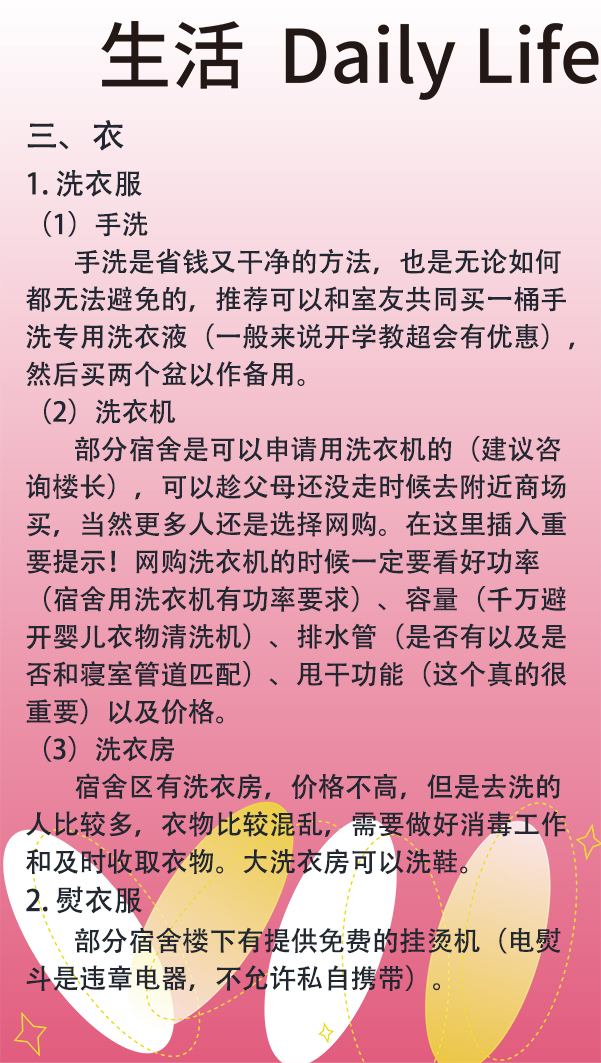 生活 Daily Life
三、衣
1. 洗衣服
（1）手洗
手洗是省钱又干净的方法，也是无论如何
都无法避免的，推荐可以和室友共同买一桶手
洗专用洗衣液（一般来说开学教超会有优惠），
然后买两个盆以作备用。
（2）洗衣机
部分宿舍是可以申请用洗衣机的（建议咨
询楼长），可以趁父母还没走时候去附近商场
买，当然更多人还是选择网购。在这里插入重
要提示！网购洗衣机的时候一定要看好功率
（宿舍用洗衣机有功率要求）、容量（千万避
开婴儿衣物清洗机）、排水管（是否有以及是
否和寝室管道匹配）、甩干功能（这个真的很
重要）以及价格。
（3）洗衣房
宿舍区有洗衣房，价格不高，但是去洗的
人比较多，衣物比较混乱，需要做好消毒工作
和及时收取衣物。大洗衣房可以洗鞋。
2. 熨衣服
部分宿舍楼下有提供免费的挂烫机（电熨
斗是违章电器，不允许私自携带）。